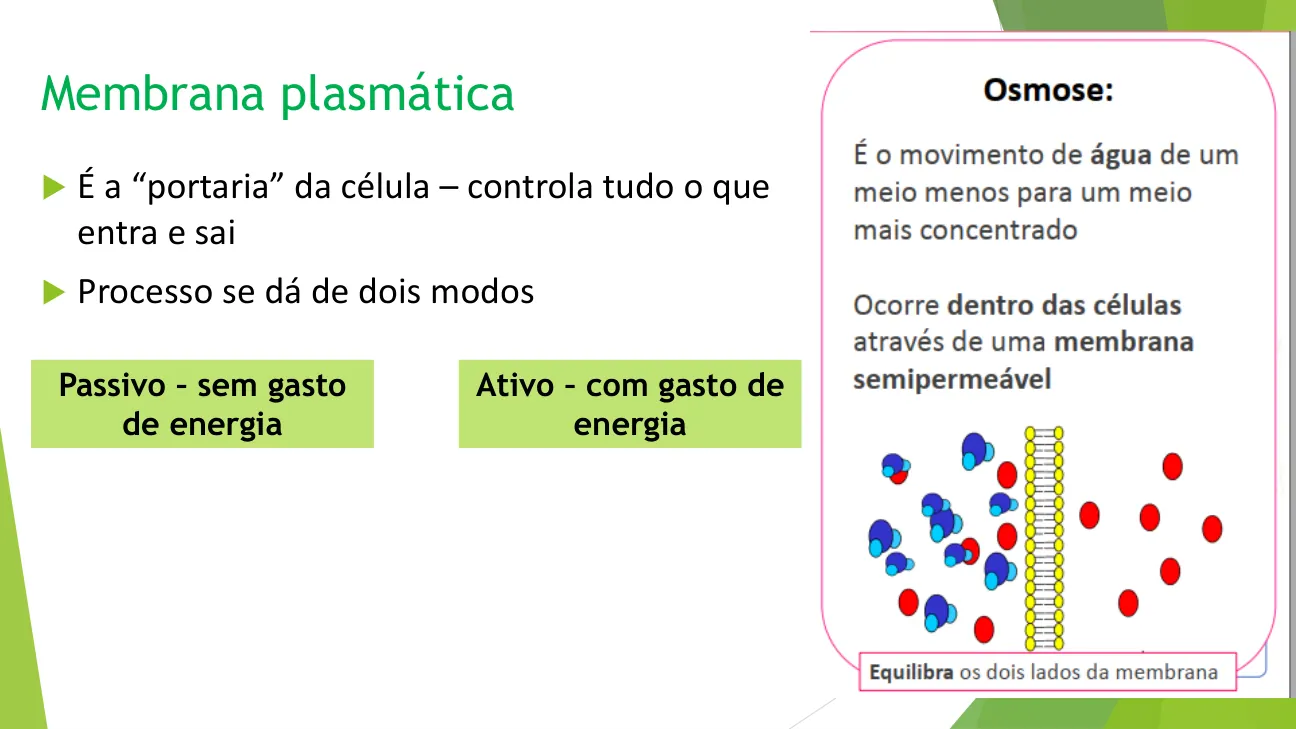 Membrana plasmática
É a “portaria” da célula – controla tudo o que
entra e sai
Processo se dá de dois modos
Passivo – sem gasto
de energia
Ativo – com gasto de
energia
Osmose:
É o movimento de água de um
meio menos para um meio
mais concentrado
Ocorre dentro das células
através de uma membrana
semipermeável
Equilibra os dois lados da membrana